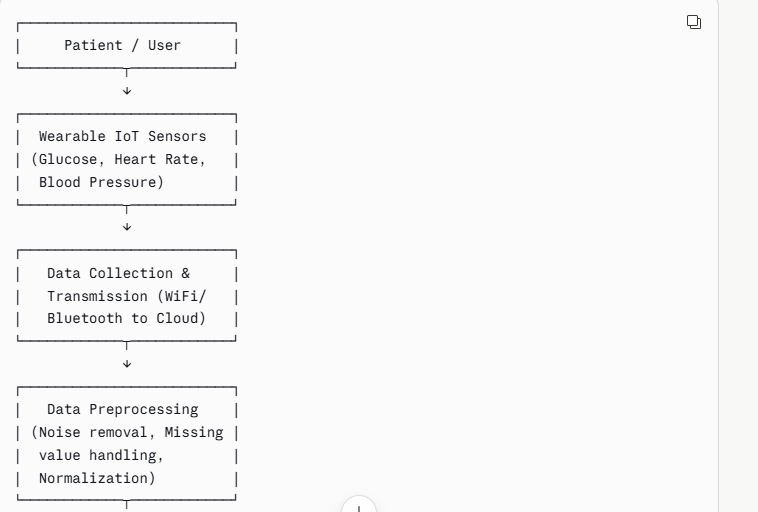 Patient / User
↓
Wearable IoT Sensors
(Glucose, Heart Rate,
Blood Pressure)
↓
Data Collection &
Transmission (WiFi/
Bluetooth to Cloud)
↓
Data Preprocessing
(Noise removal, Missing
value handling,
Normalization)